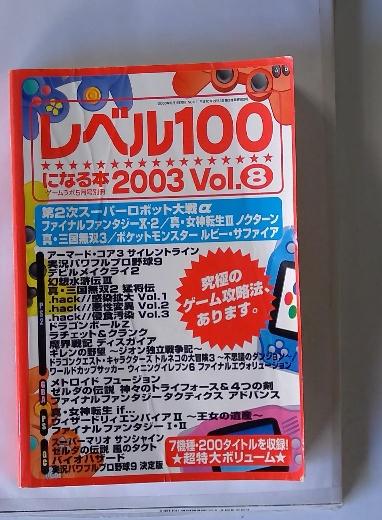 レベル100
になる本 2003 Vol.8
ゲームラボ5月号別冊
第2次スーパーロボット大戦α
ファイナルファンタジーX-2/真・女神転生Ⅲ ノクターン
真・三国無双3/ポケットモンスター ルビー・サファイア
アーマード・コア3 サイレントライン
実況パワフルプロ野球9
デビルメイクライ2
幻想水滸伝Ⅲ
真・三国無双2 猛将伝
.hack//感染拡大 Vol.1
.hack//悪性変異 Vol.2
.hack//侵食汚染 Vol.3
ドラゴンボールZ
ラチェット&クランク
魔界戦記 ディスガイア
ギレンの野望 ～ジオン独立戦争記～
ドラゴンクエスト・キャラクターズ トルネコの大冒険3 ～不思議のダンジョン～
ワールドサッカー ウイニングイレブン6 ファイナルエヴォリューション
究極の
ゲーム攻略法、
あります。
PS2
メトロイド フュージョン
ゼルダの伝説 神々のトライフォース&4つの剣
ファイナルファンタジータクティクス アドバンス
GBA
真・女神転生 if...
ウィザードリィエンパイアⅡ ～王女の遺産～
ファイナルファンタジーⅠ・Ⅱ
PS
スーパーマリオ サンシャイン
ゼルダの伝説 風のタクト
バイオハザード
実況パワフルプロ野球9 決定版
GC
7機種・200タイトルを収録!
★超特大ボリューム★